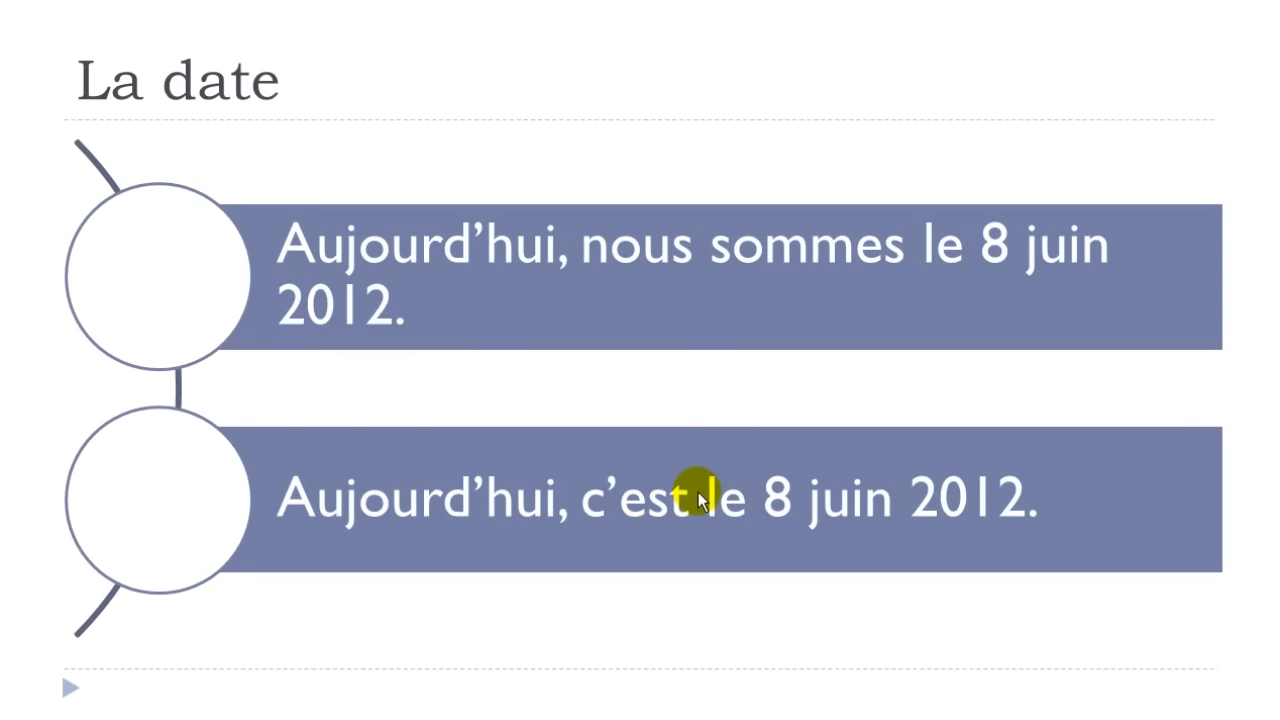 La date
Aujourd’hui, nous sommes le 8 juin
2012.
Aujourd’hui, c’est le 8 juin 2012.